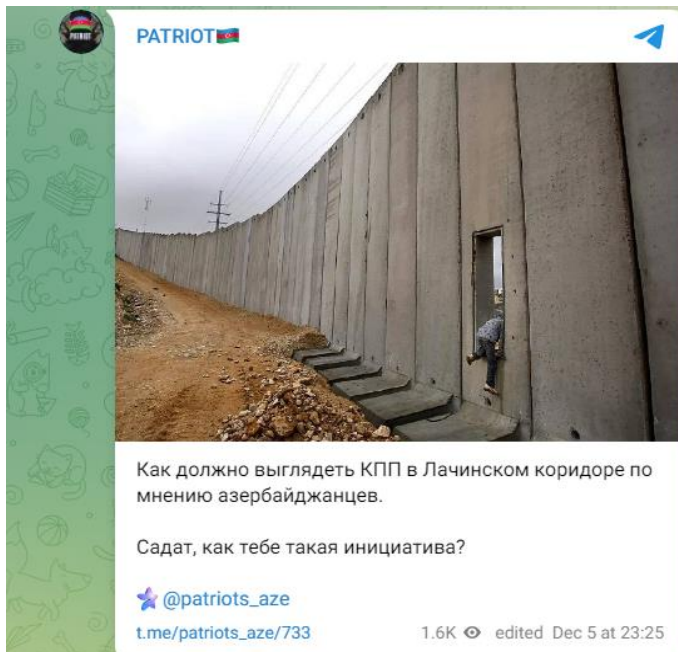 PATRIOT🇦🇿
Как должно выглядеть КПП в Лачинском коридоре по
мнению азербайджанцев.
Садат, как тебе такая инициатива?
@patriots_aze
t.me/patriots_aze/733 1.6K edited Dec 5 at 23:25